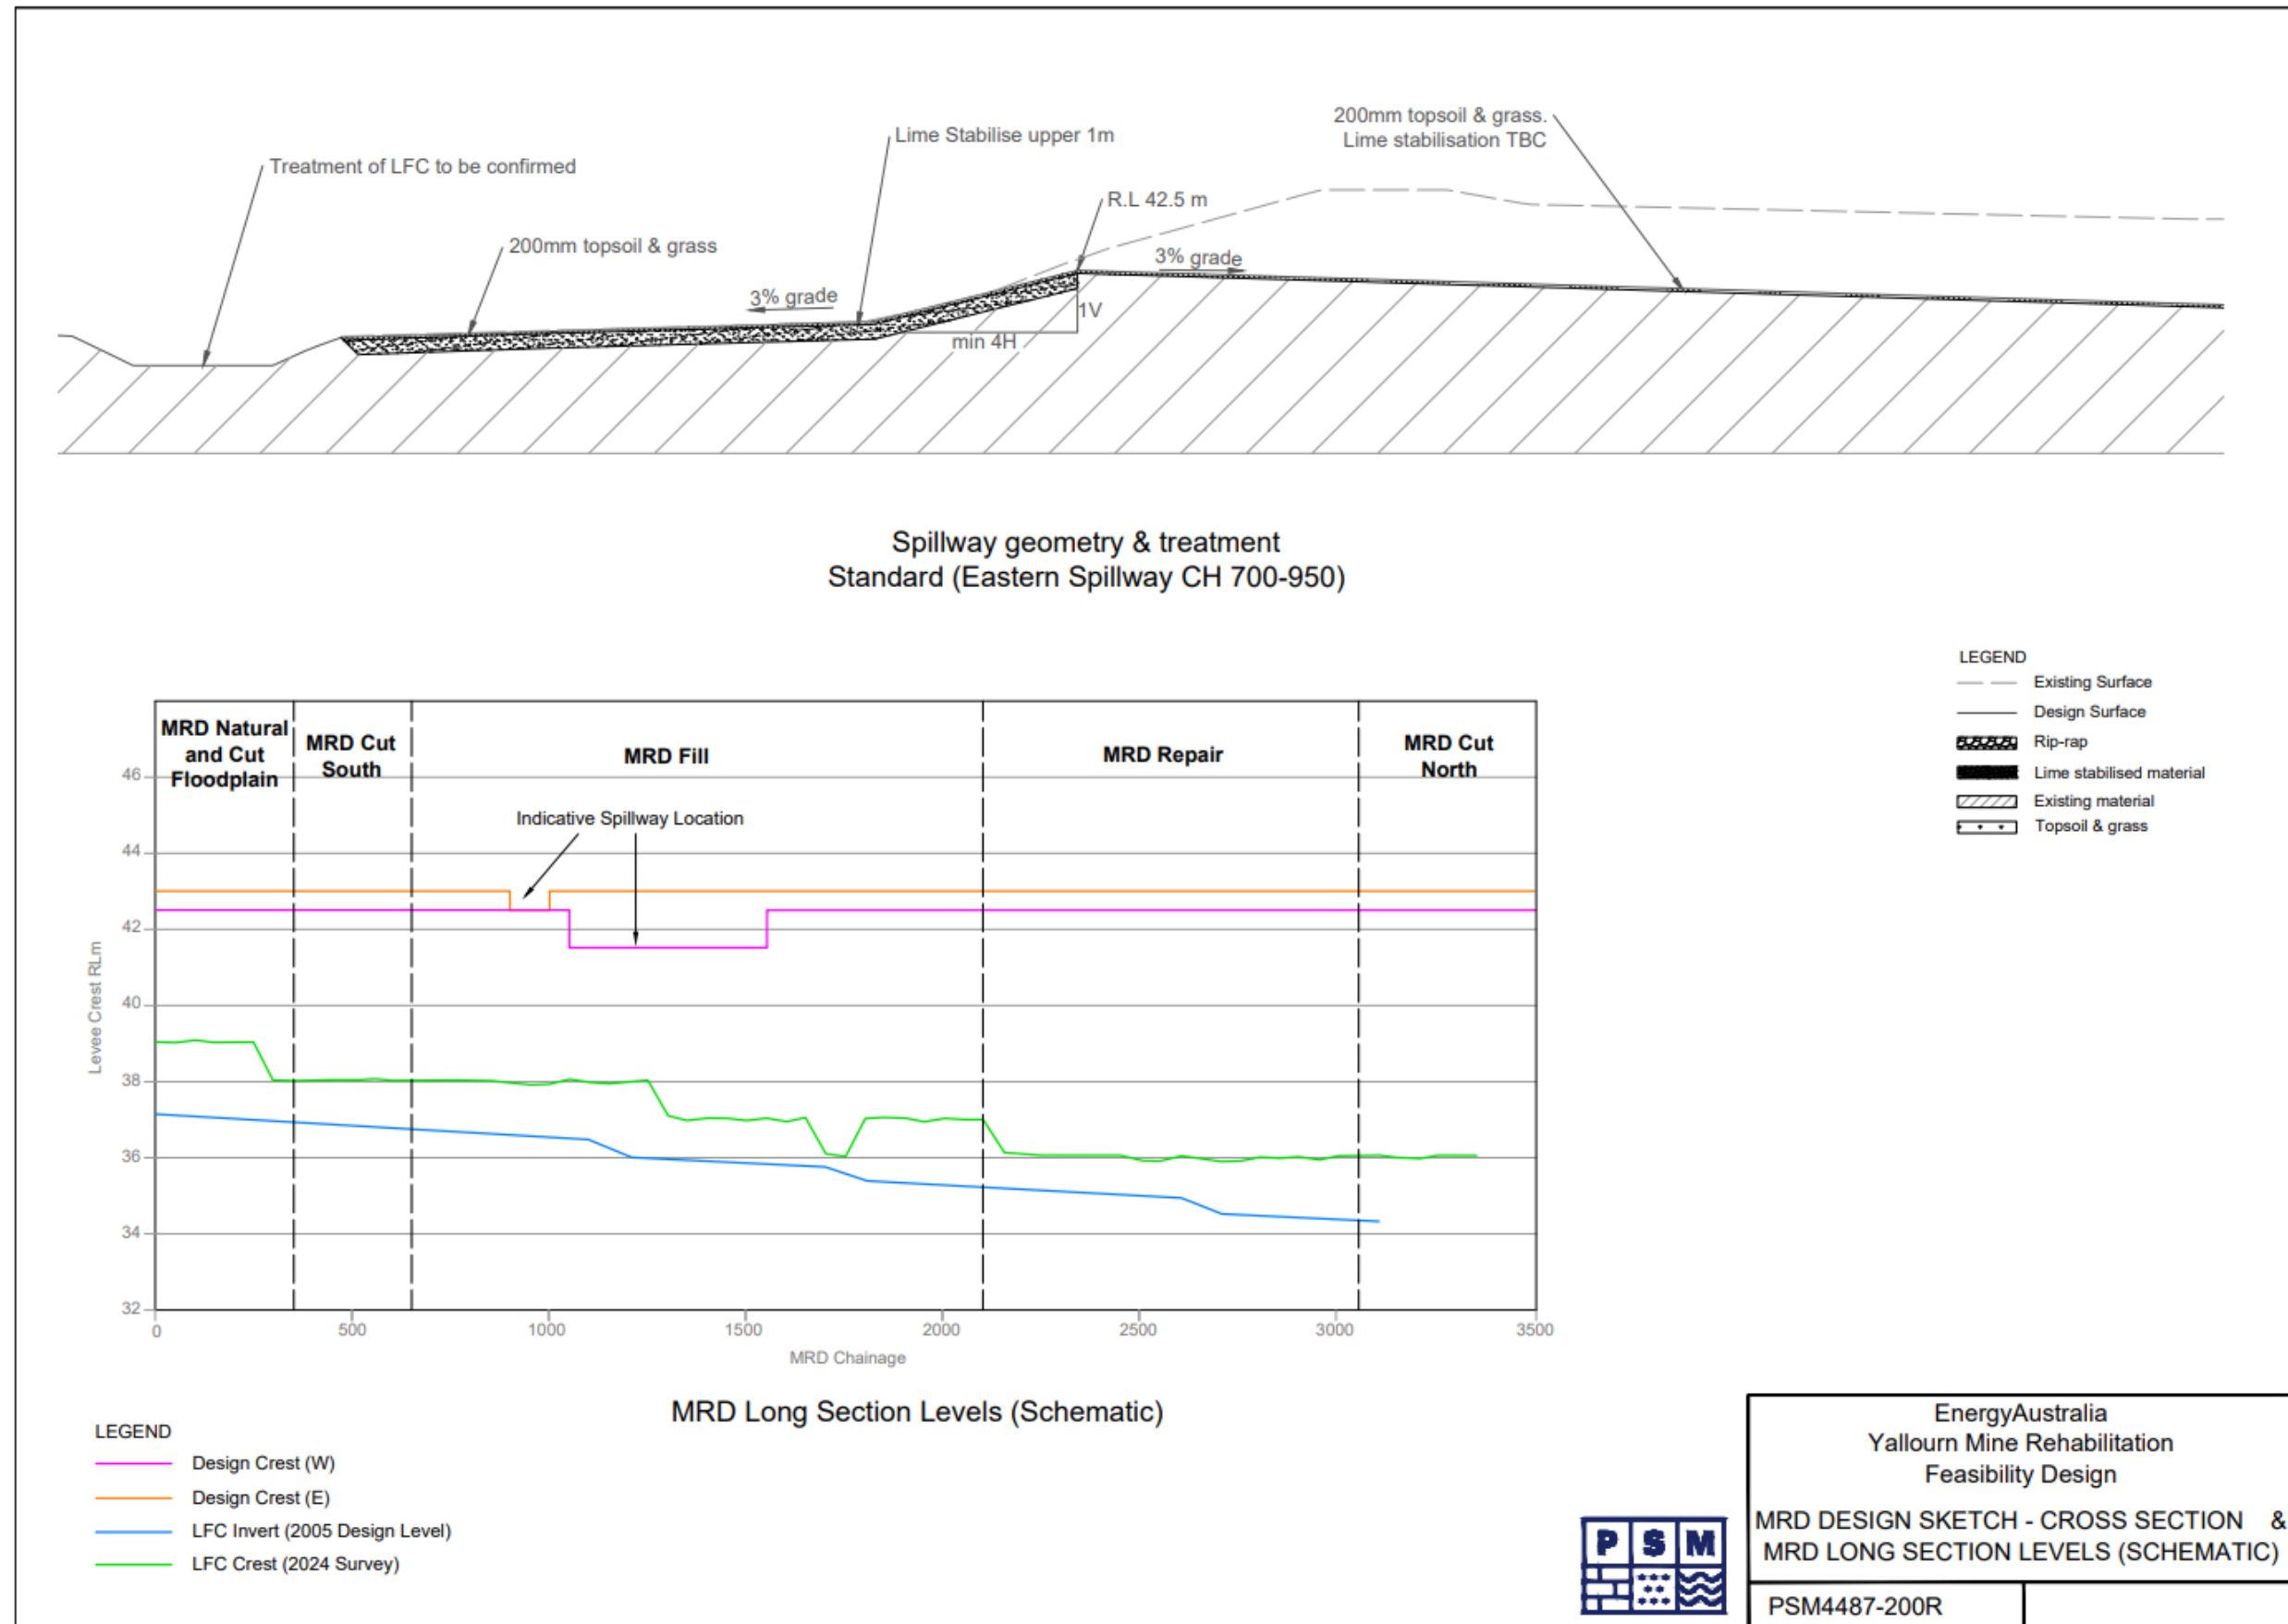 200mm topsoil & grass.
Lime stabilisation TBC
Lime Stabilise upper 1m
Treatment of LFC to be confirmed
R.L 42.5 m
200mm topsoil & grass
3% grade
3% grade
1V
min 4H
Spillway geometry & treatment
Standard (Eastern Spillway CH 700-950)
LEGEND
Existing Surface
Design Surface
Rip-rap
Lime stabilised material
Existing material
Topsoil & grass
MRD Natural
and Cut
Floodplain
MRD Cut
South
MRD Fill
MRD Repair
MRD Cut
North
Indicative Spillway Location
46
44
42
40
38
36
34
32
Levee Crest RLm
0
500
1000
1500
2000
2500
3000
3500
MRD Chainage
MRD Long Section Levels (Schematic)
LEGEND
Design Crest (W)
Design Crest (E)
LFC Invert (2005 Design Level)
LFC Crest (2024 Survey)
PSM
EnergyAustralia
Yallourn Mine Rehabilitation
Feasibility Design
MRD DESIGN SKETCH - CROSS SECTION &
MRD LONG SECTION LEVELS (SCHEMATIC)
PSM4487-200R